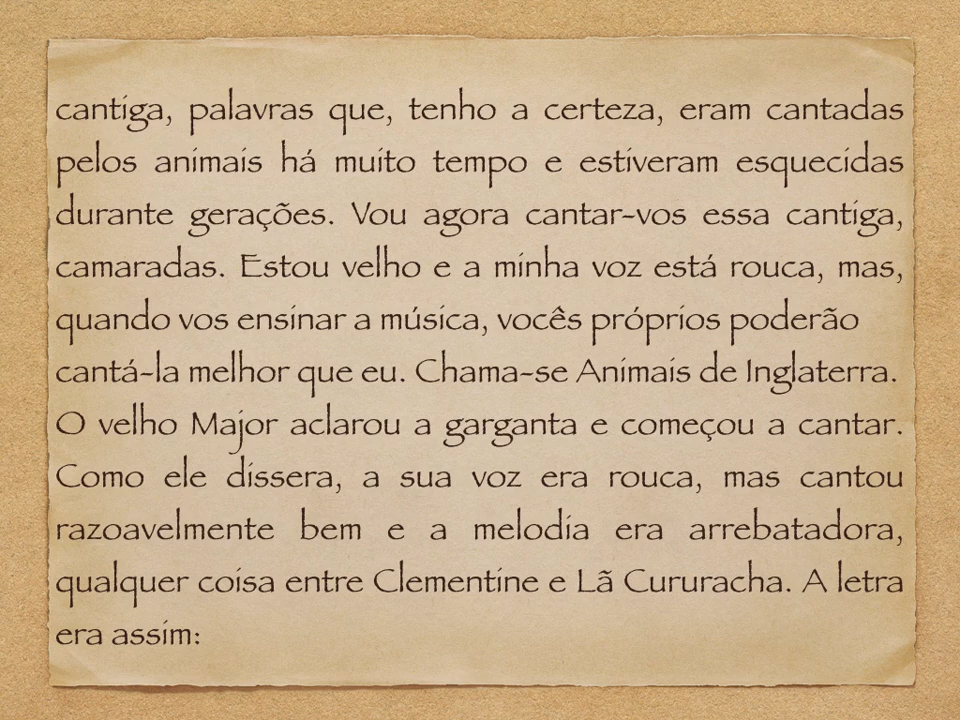 cantiga, palavras que, tenho a certeza, eram cantadas
pelos animais há muito tempo e estiveram esquecidas
durante gerações. Vou agora cantar-vos essa cantiga,
camaradas. Estou velho e a minha voz está rouca, mas,
quando vos ensinar a música, vocês próprios poderão
cantá-la melhor que eu. Chama-se Animais de Inglaterra.
O velho Major aclarou a garganta e começou a cantar.
Como ele dissera, a sua voz era rouca, mas cantou
razoavelmente bem e a melodia era arrebatadora,
qualquer coisa entre Clementine e Lã Cururacha. A letra
era assim: